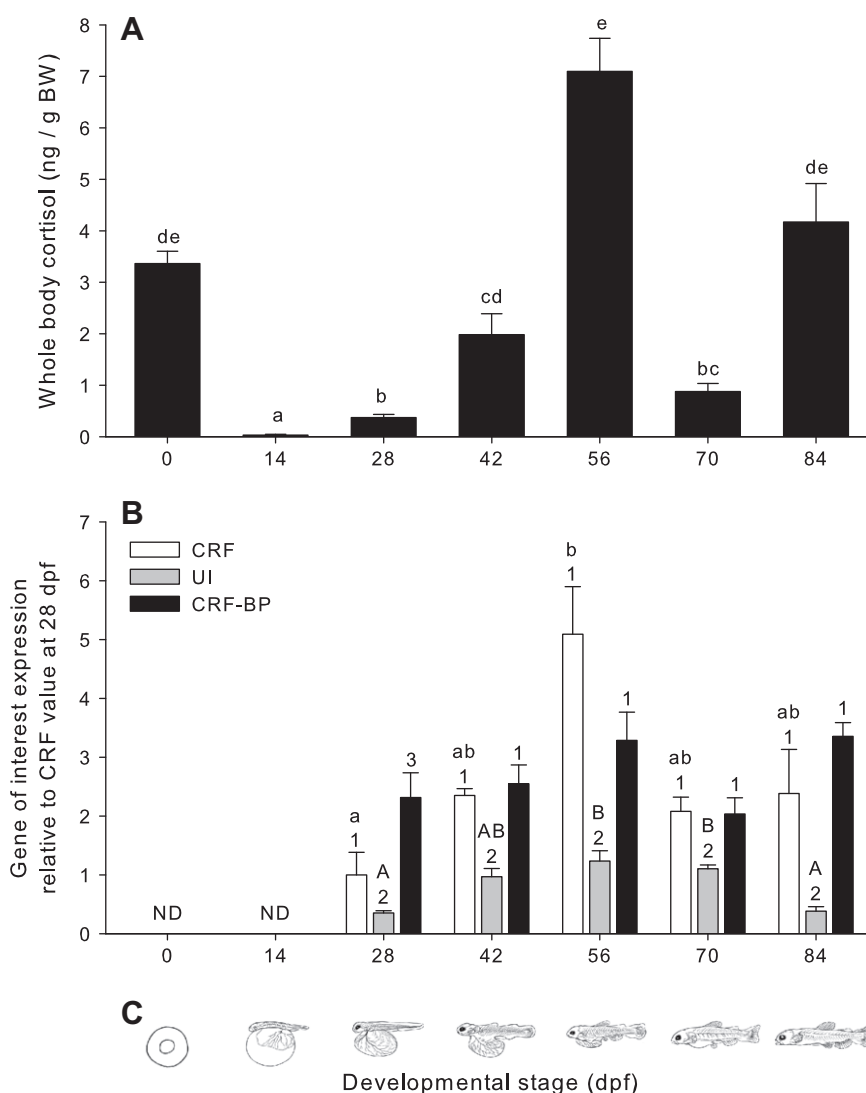 A
Whole body cortisol (ng / g BW)
8
7
6
5
4
3
2
1
0
de
a
b
cd
e
bc
de
0 14 28 42 56 70 84
B
Gene of interest expression
relative to CRF value at 28 dpf
7
6
5
4
3
2
1
0
CRF
UI
CRF-BP
ND
ND
a
1
A
2
3
ab
1
AB
2
1
b
1
B
2
1
ab
1
B
2
1
ab
1
A
2
1
0 14 28 42 56 70 84
C
Developmental stage (dpf)